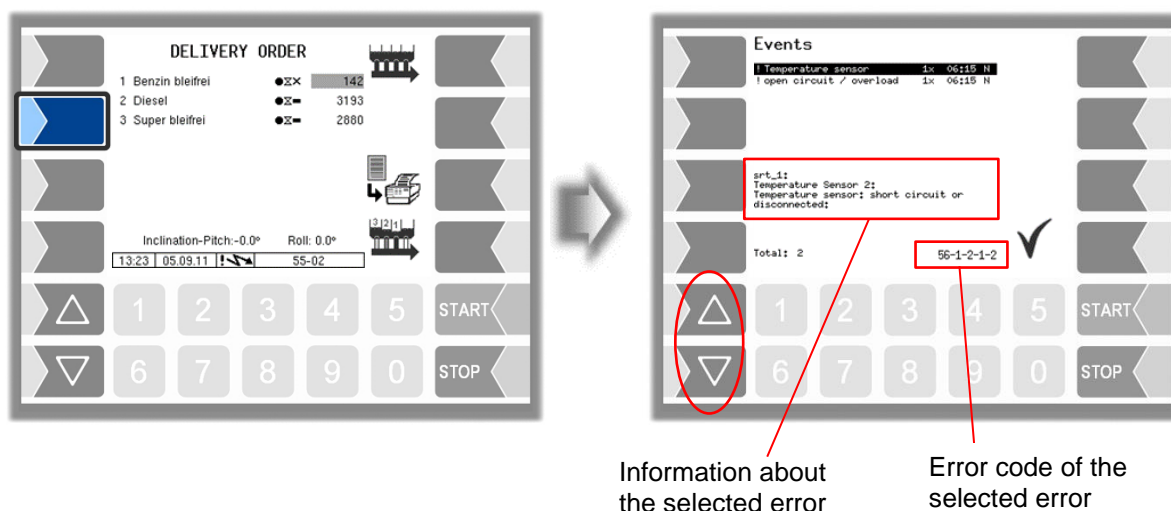 DELIVERY ORDER
1 Benzin bleifrei 142
2 Diesel 3193
3 Super bleifrei 2880
3 2 1
Inclination-Pitch:-0.0° Roll: 0.0°
13:23 05.09.11 ! 55-02
1 2 3 4 5 START
6 7 8 9 0 STOP
Events
! Temperature sensor 1x 06:15 N
! open circuit / overload 1x 06:15 N
srt_1:
Temperature Sensor 2:
Temperature sensor: short circuit or
disconnected:
Total: 2 56-1-2-1-2
1 2 3 4 5 START
6 7 8 9 0 STOP
Information about
the selected error
Error code of the
selected error